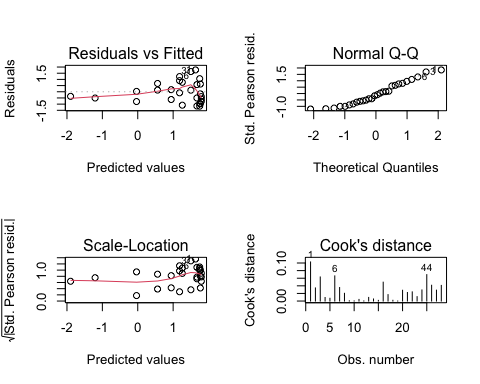 Residuals vs Fitted
Residuals
-1.5 1.5
-2 -1 0 1
Predicted values
Normal Q-Q
Std. Pearson resid.
-1.0 1.5
-2 -1 0 1 2
Theoretical Quantiles
Scale-Location
√|Std. Pearson resid.|
0.0 1.0
-2 -1 0 1
Predicted values
Cook's distance
Cook's distance
0.00 0.10
1
6
44
0 5 10 20
Obs. number